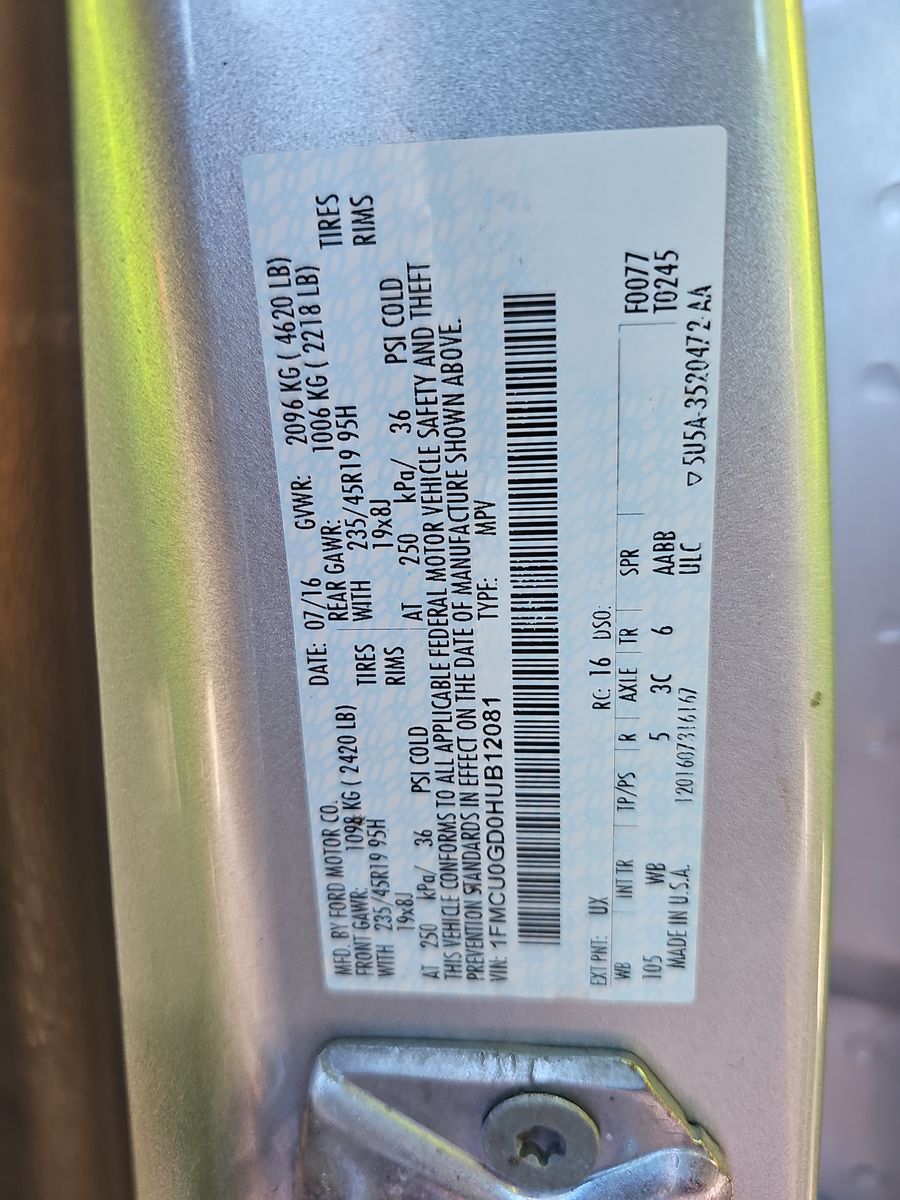 MFD. BY FORD MOTOR CO.
DATE: 07/16 GVWR: 2096 KG ( 4620 LB)
FRONT GAWR: 1098 KG ( 2420 LB)
REAR GAWR: 1006 KG ( 2218 LB)
WITH 235/45R19 95H TIRES
WITH 235/45R19 95H TIRES
19x8J RIMS
19x8J RIMS
AT 250 kPa/ 36 PSI COLD
AT 250 kPa/ 36 PSI COLD
THIS VEHICLE CONFORMS TO ALL APPLICABLE FEDERAL MOTOR VEHICLE SAFETY AND THEFT
PREVENTION STANDARDS IN EFFECT ON THE DATE OF MANUFACTURE SHOWN ABOVE.
VIN: 1FMCU0GD0HUB12081
TYPE: MPV
EXT PNT: UX RC: 16 DSO:
WB INT TR TP/PS R AXLE TR SPR F0077
105 WB 5 3C 6 AABB T0245
MADE IN U.S.A. 1201607316167 ULC
▽ 5U5A-3520472-AA